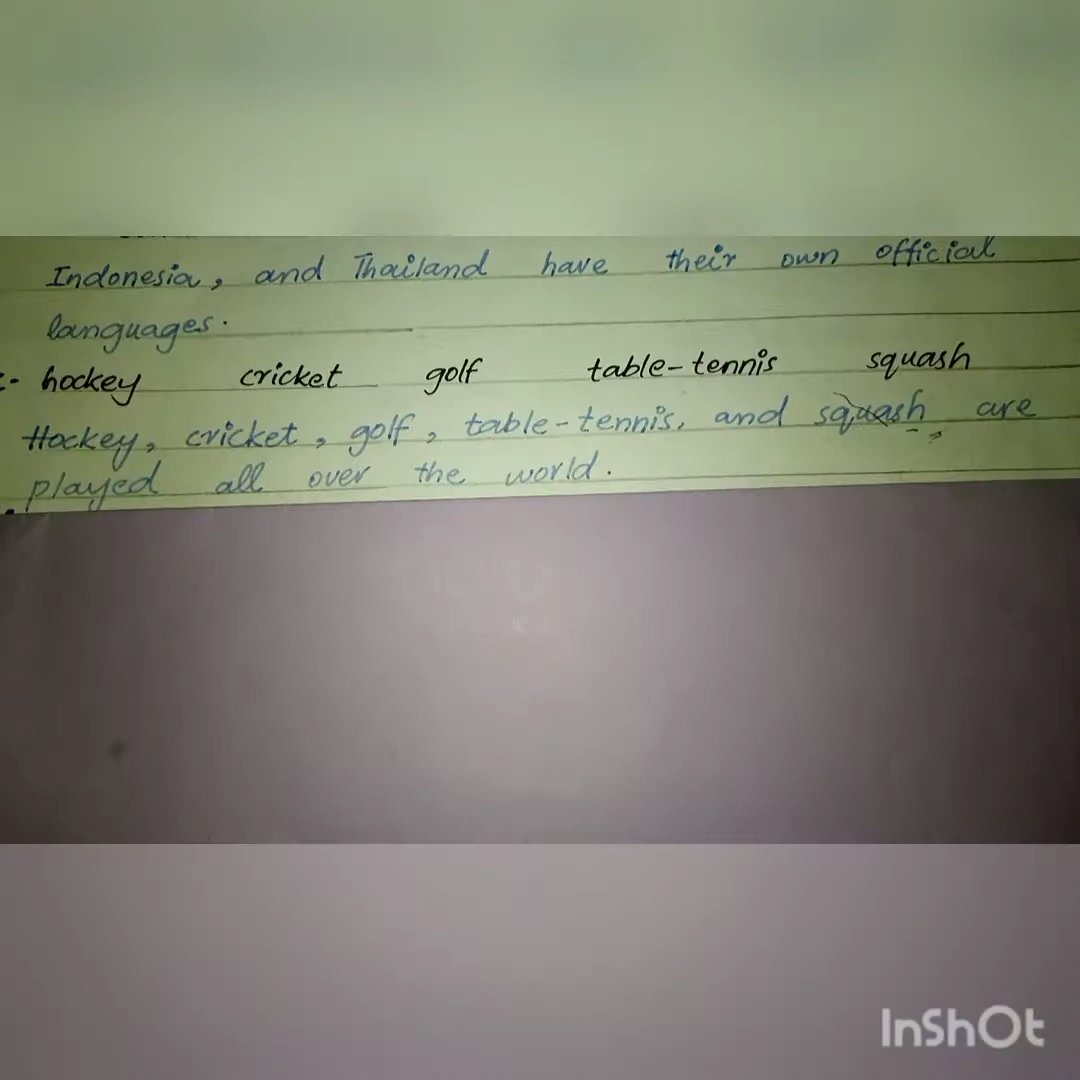 Indonesia, and Thailand have their own official
languages.
:- hockey cricket golf table-tennis squash
Hockey, cricket, golf, table-tennis, and squash are
played all over the world.
InShOt